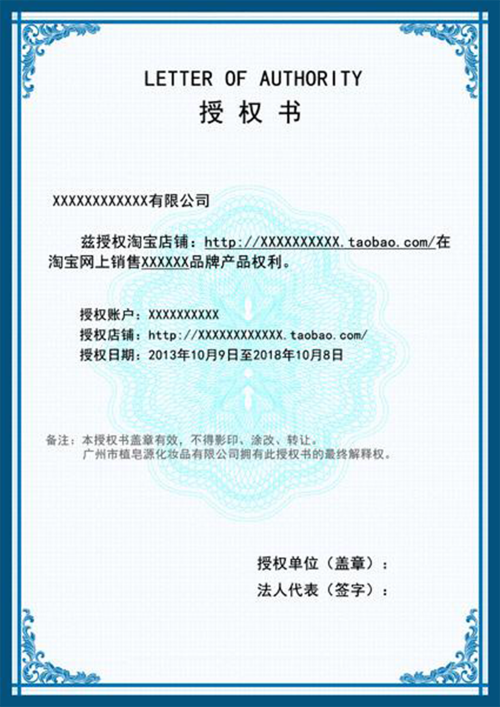 LETTER OF AUTHORITY
授权书
XXXXXXXXXXXX有限公司
兹授权淘宝店铺：http://XXXXXXXXXX.taobao.com/在
淘宝网上销售XXXXXX品牌产品权利。
授权账户：XXXXXXXXXX
授权店铺：http://XXXXXXXXXXXX.taobao.com/
授权日期：2013年10月9日至2018年10月8日
备注：本授权书盖章有效，不得影印、涂改、转让。
广州市植皂源化妆品有限公司拥有此授权书的最终解释权。
授权单位（盖章）：
法人代表（签字）：